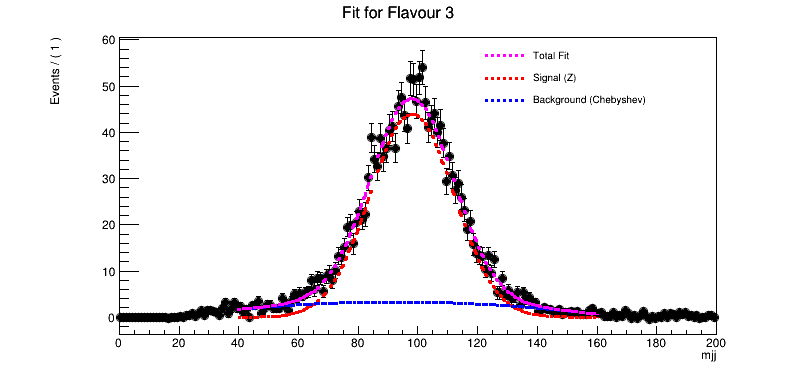 Fit for Flavour 3
Events / ( 1 )
60
50
40
30
20
10
0
Total Fit
Signal (Z)
Background (Chebyshev)
0 20 40 60 80 100 120 140 160 180 200
mjj